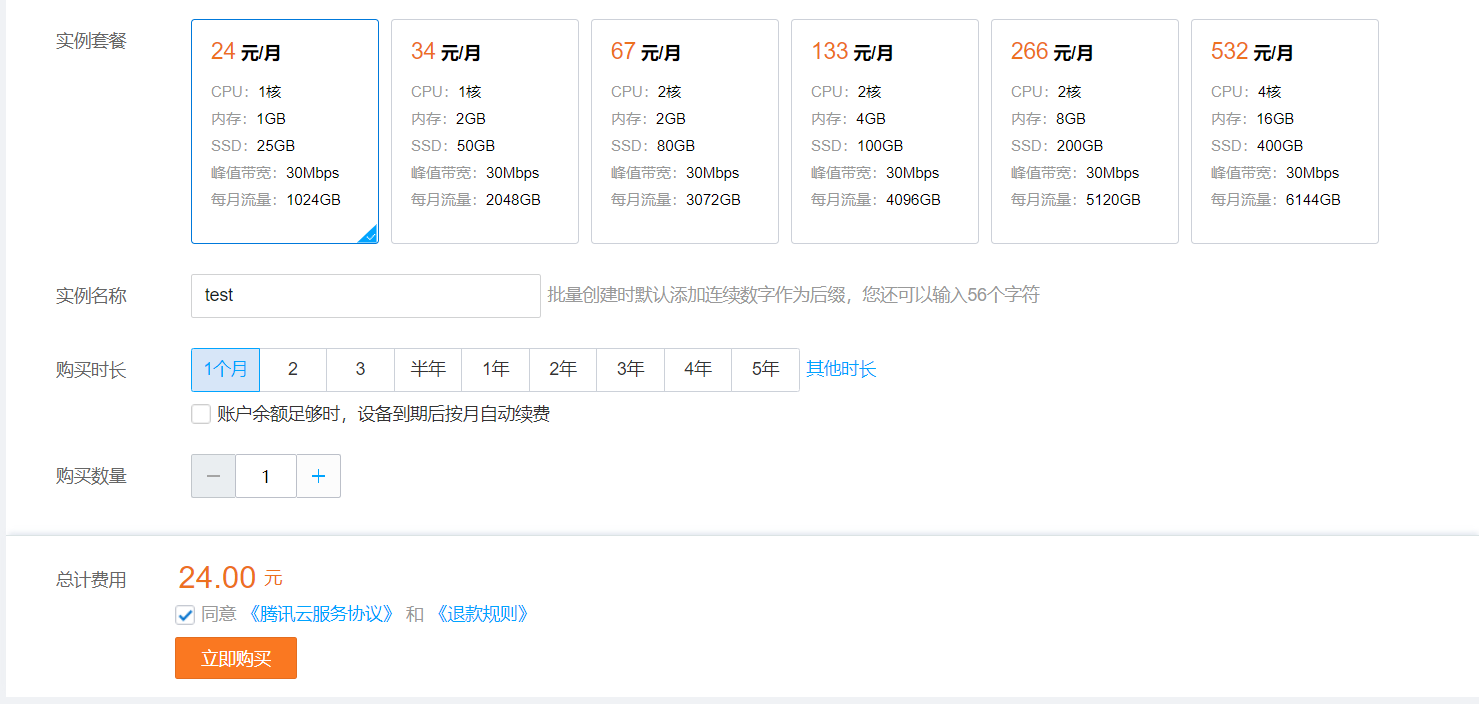 实例套餐
24 元/月
CPU： 1核
内存： 1GB
SSD： 25GB
峰值带宽： 30Mbps
每月流量： 1024GB
34 元/月
CPU： 1核
内存： 2GB
SSD： 50GB
峰值带宽： 30Mbps
每月流量： 2048GB
67 元/月
CPU： 2核
内存： 2GB
SSD： 80GB
峰值带宽： 30Mbps
每月流量： 3072GB
133 元/月
CPU： 2核
内存： 4GB
SSD： 100GB
峰值带宽： 30Mbps
每月流量： 4096GB
266 元/月
CPU： 2核
内存： 8GB
SSD： 200GB
峰值带宽： 30Mbps
每月流量： 5120GB
532 元/月
CPU： 4核
内存： 16GB
SSD： 400GB
峰值带宽： 30Mbps
每月流量： 6144GB
实例名称 test 批量创建时默认添加连续数字作为后缀，您还可以输入56个字符
购买时长 1个月 2 3 半年 1年 2年 3年 4年 5年 其他时长
账户余额足够时，设备到期后按月自动续费
购买数量 － 1 +
总计费用 24.00 元
同意 《腾讯云服务协议》 和 《退款规则》
立即购买